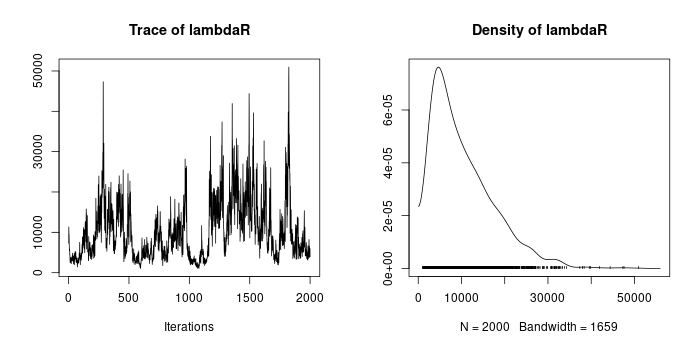 Trace of lambdaR
50000
30000
10000
0
0 500 1000 1500 2000
Iterations
Density of lambdaR
6e-05
4e-05
2e-05
0e+00
0 10000 30000 50000
N = 2000 Bandwidth = 1659